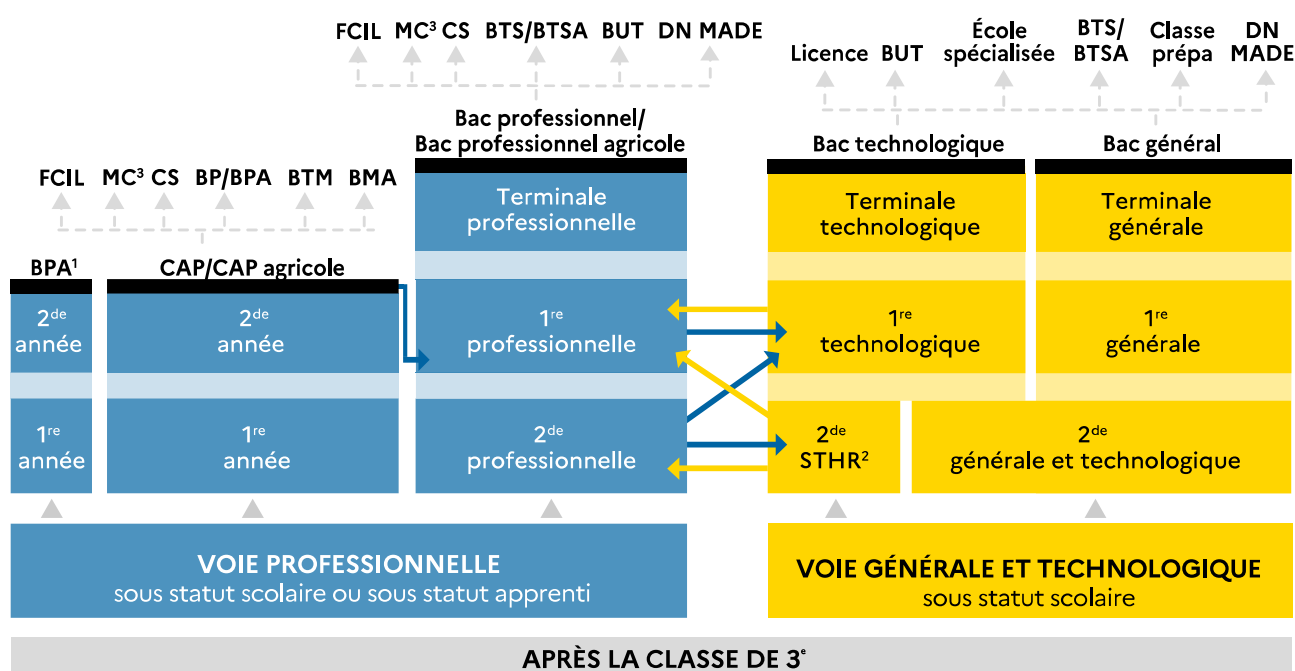 FCIL MC³ CS BTS/BTSA BUT DN MADE
Licence BUT École spécialisée BTS/BTSA Classe prépa DN MADE
Bac professionnel/
Bac professionnel agricole
Bac technologique
Bac général
FCIL MC³ CS BP/BPA BTM BMA
Terminale
professionnelle
Terminale
technologique
Terminale
générale
BPA¹
CAP/CAP agricole
2de
année
2de
année
1re
professionnelle
1re
technologique
1re
générale
1re
année
1re
année
2de
professionnelle
2de
STHR²
2de
générale et technologique
VOIE PROFESSIONNELLE
sous statut scolaire ou sous statut apprenti
VOIE GÉNÉRALE ET TECHNOLOGIQUE
sous statut scolaire
APRÈS LA CLASSE DE 3e